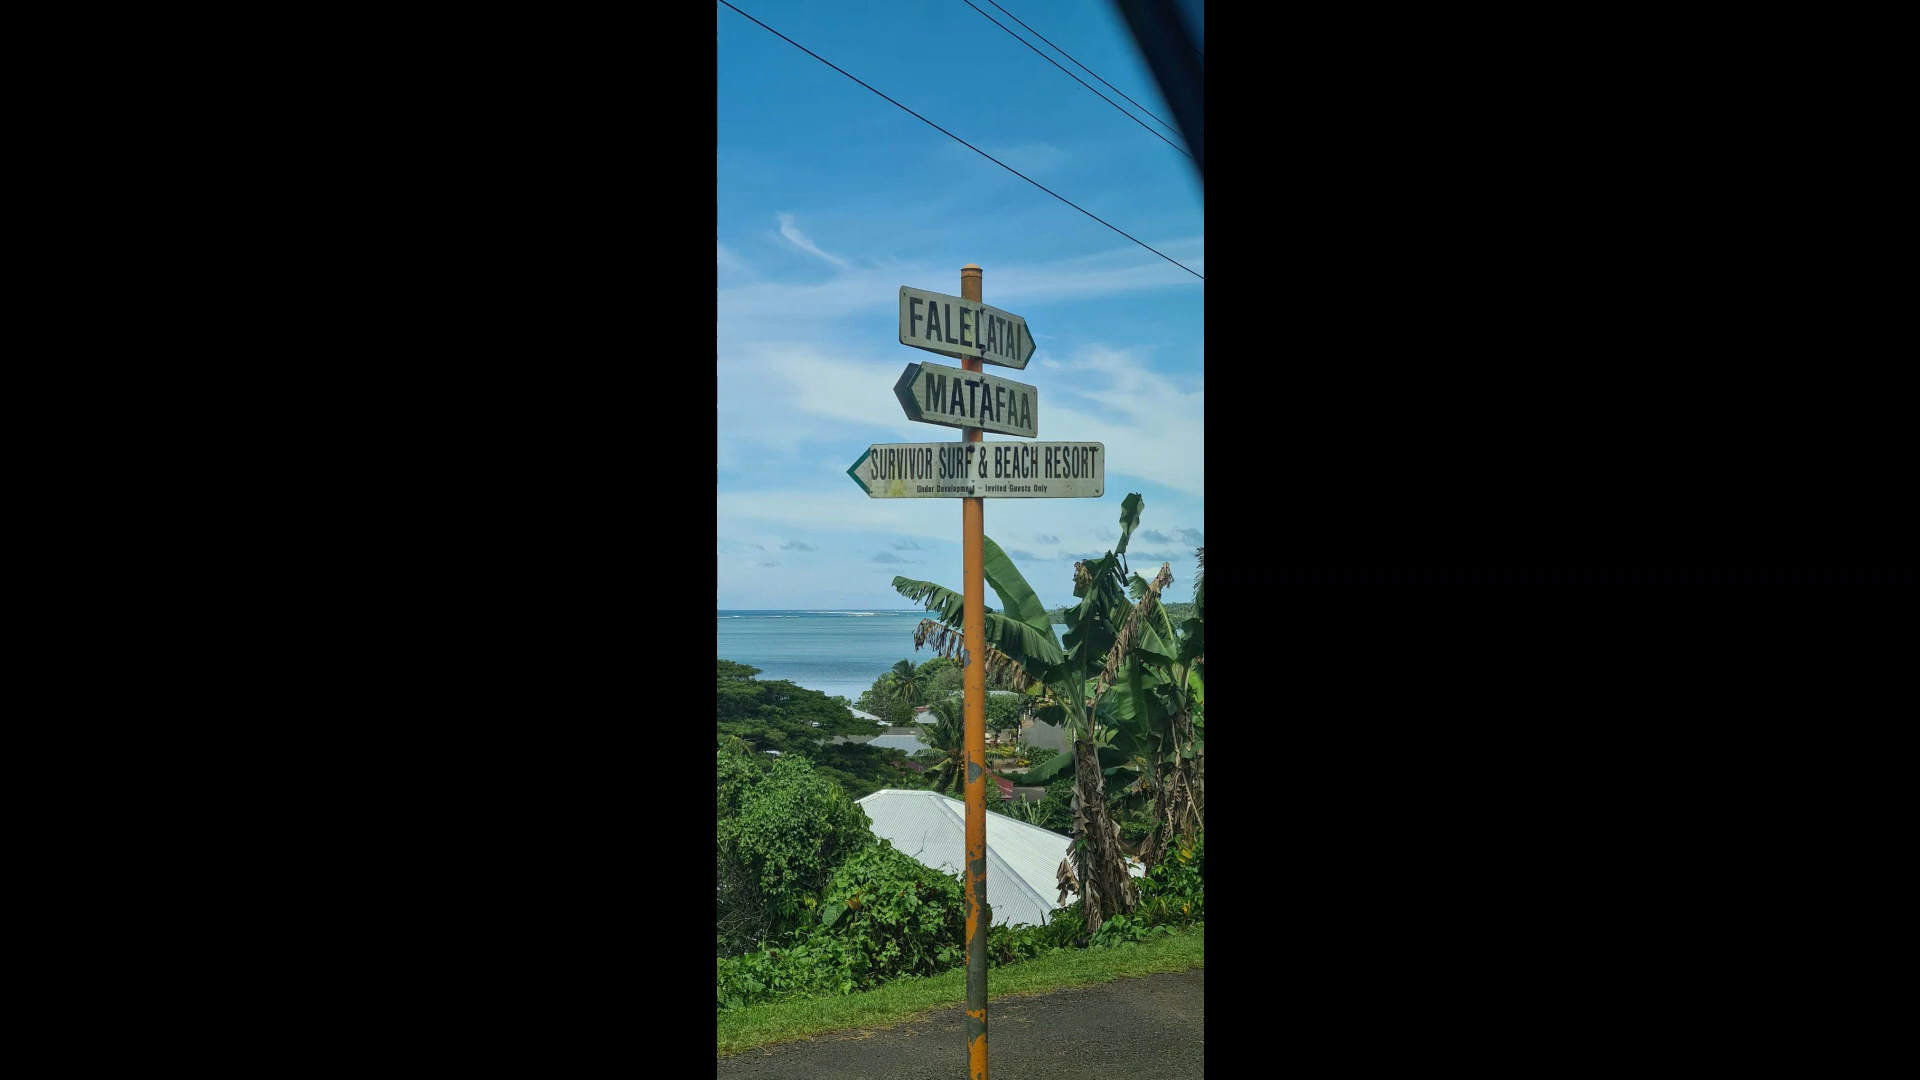 FALELATAI
MATAFAA
SURVIVOR SURF & BEACH RESORT
Under Development - Invited Guests Only